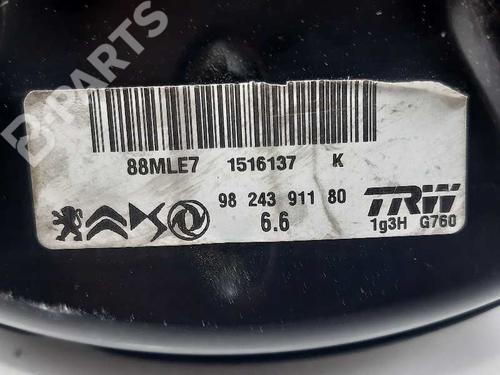 B-PARTS
88MLE7 1516137 K
98 243 911 80
6.6
TRW
1g3H G760